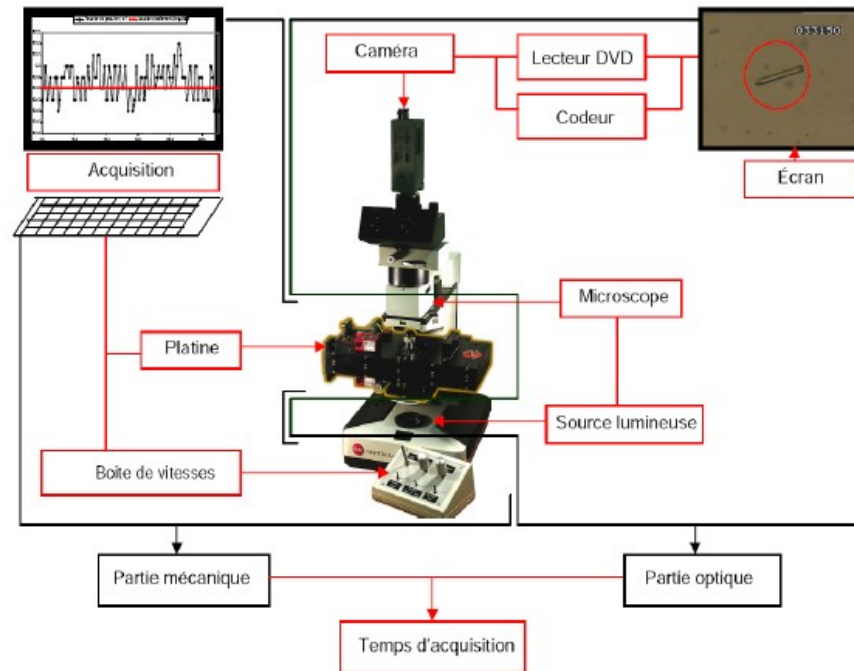 Caméra
Lecteur DVD
033150
Codeur
Acquisition
Écran
Microscope
Platine
Source lumineuse
Boite de vitesses
Partie mécanique
Partie optique
Temps d'acquisition